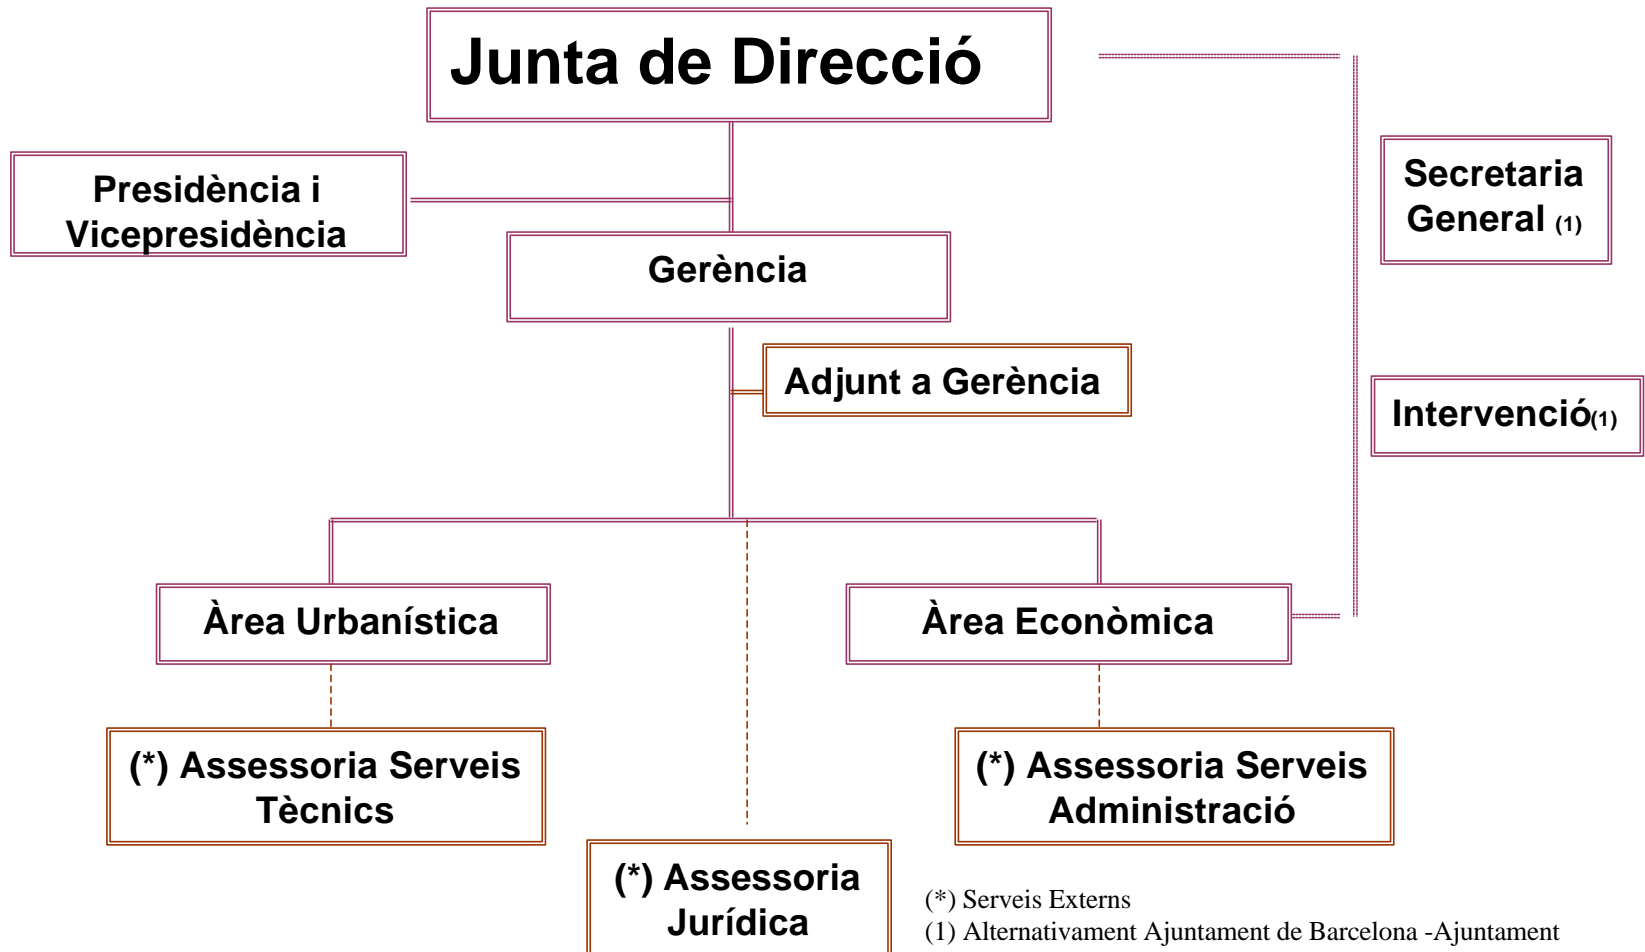 Junta de Direcció
Presidència i
Vicepresidència
Secretaria
General (1)
Gerència
Adjunt a Gerència
Intervenció(1)
Àrea Urbanística
Àrea Econòmica
(*) Assessoria Serveis
Tècnics
(*) Assessoria Serveis
Administració
(*) Assessoria
Jurídica
(*) Serveis Externs
(1) Alternativament Ajuntament de Barcelona -Ajuntament